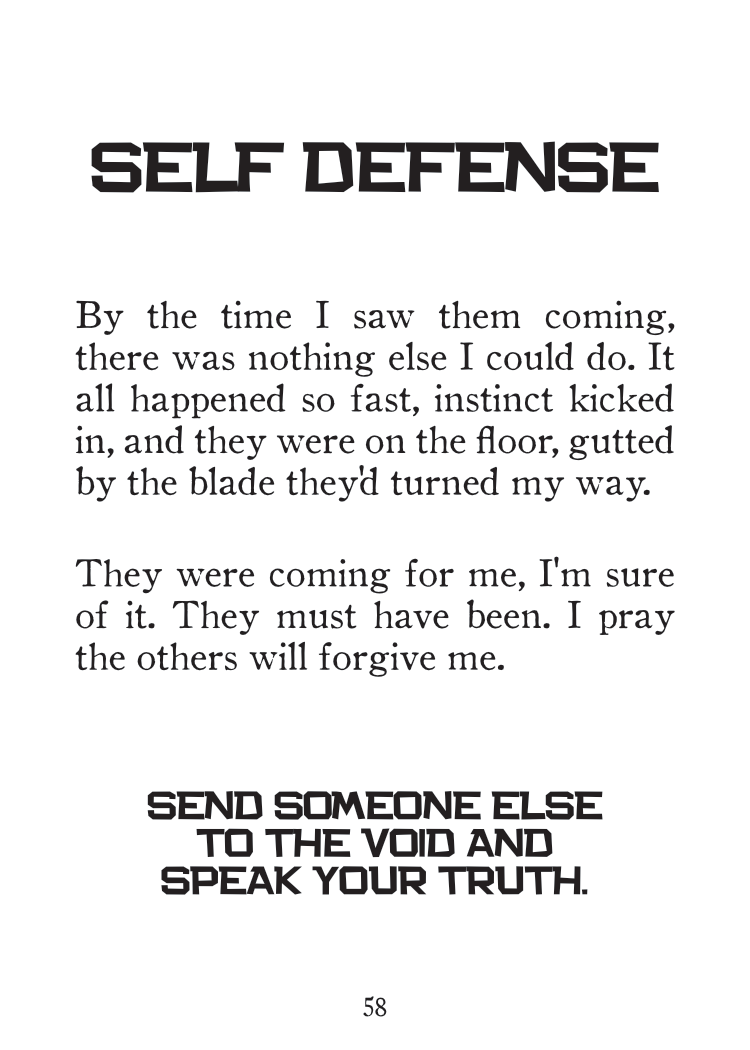 SELF DEFENSE
By the time I saw them coming,
there was nothing else I could do. It
all happened so fast, instinct kicked
in, and they were on the floor, gutted
by the blade they'd turned my way.
They were coming for me, I'm sure
of it. They must have been. I pray
the others will forgive me.
SEND SOMEONE ELSE
TO THE VOID AND
SPEAK YOUR TRUTH.
58